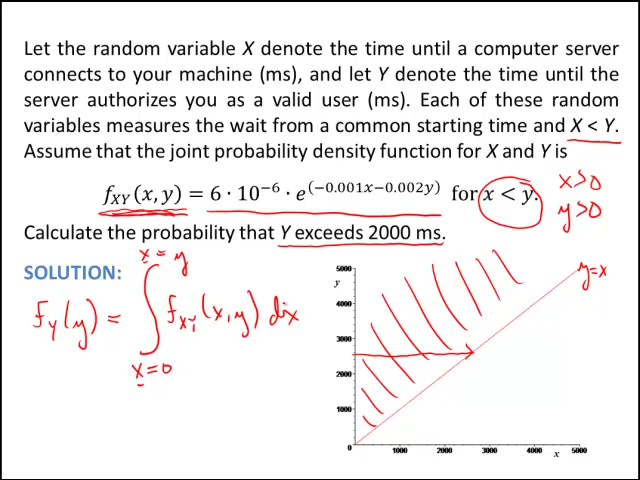 Let the random variable X denote the time until a computer server
connects to your machine (ms), and let Y denote the time until the
server authorizes you as a valid user (ms). Each of these random
variables measures the wait from a common starting time and X < Y.
Assume that the joint probability density function for X and Y is
f_XY(x, y) = 6 · 10^−6 · e^(−0.001x−0.002y) for x < y.
x>0
y>0
Calculate the probability that Y exceeds 2000 ms.
SOLUTION:
x = y
f_Y(y) = ∫ f_XY(x,y) dx
x=0
y=x
5000
y
4000
3000
2000
1000
0 1000 2000 3000 4000 x 5000